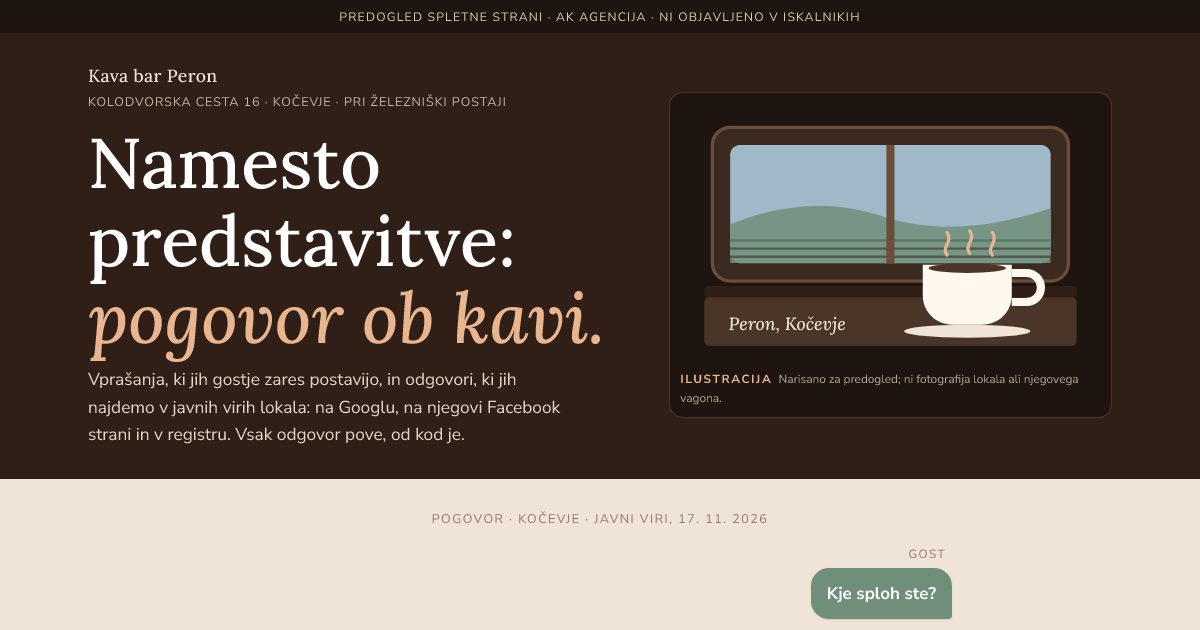 PREDOGLED SPLETNE STRANI · AK AGENCIJA · NI OBJAVLJENO V ISKALNIKIH
Kava bar Peron
KOLODVORSKA CESTA 16 · KOČEVJE · PRI ŽELEZNIŠKI POSTAJI
Namesto
predstavitve:
pogovor ob kavi.
Vprašanja, ki jih gostje zares postavijo, in odgovori, ki jih
najdemo v javnih virih lokala: na Googlu, na njegovi Facebook
strani in v registru. Vsak odgovor pove, od kod je.
Peron, Kočevje
ILUSTRACIJA Narisano za predogled; ni fotografija lokala ali njegovega
vagona.
POGOVOR · KOČEVJE · JAVNI VIRI, 17. 11. 2026
GOST
Kje sploh ste?